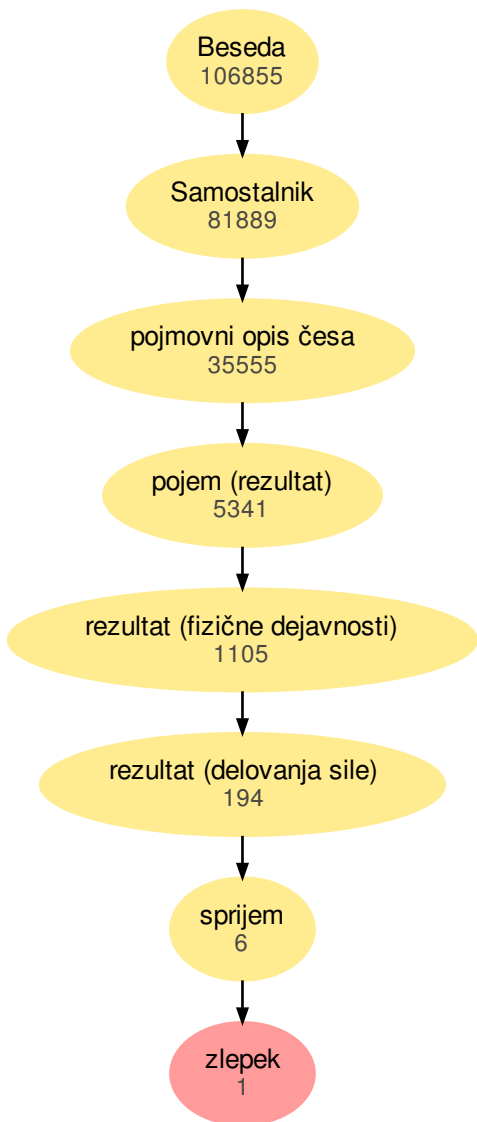 Beseda
106855
Samostalnik
81889
pojmovni opis česa
35555
pojem (rezultat)
5341
rezultat (fizične dejavnosti)
1105
rezultat (delovanja sile)
194
sprijem
6
zlepek
1